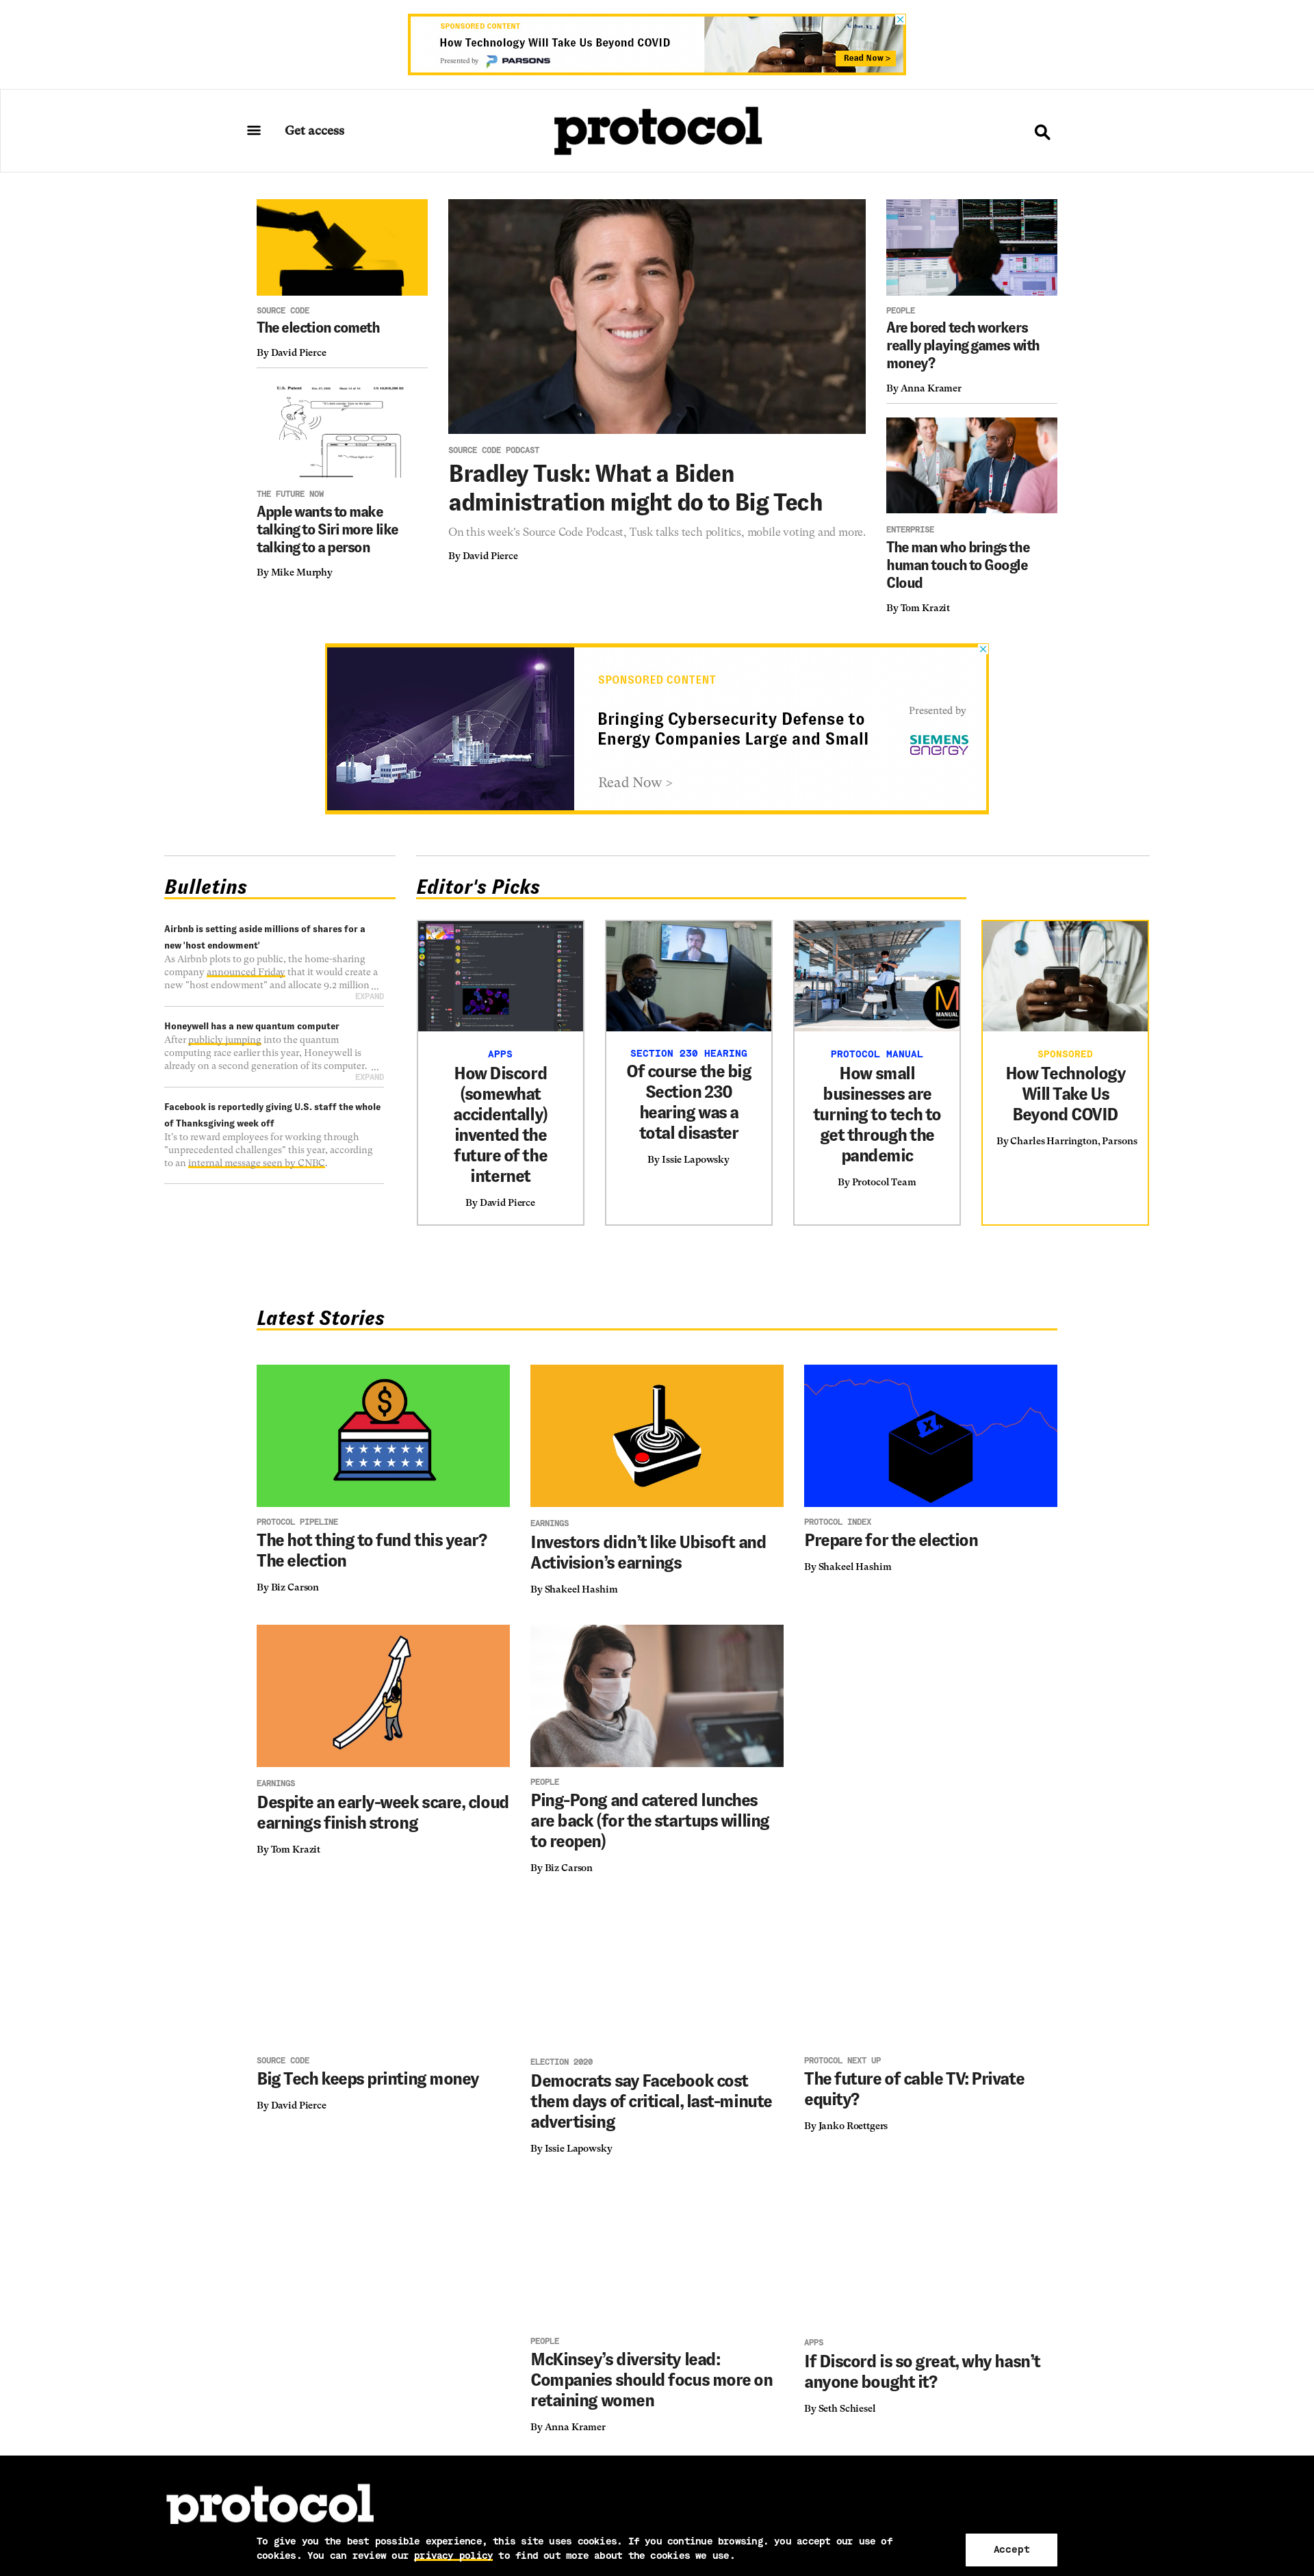 SPONSORED CONTENT
How Technology Will Take Us Beyond COVID
Presented by PARSONS
Read Now >
Get access
protocol
SOURCE CODE
The election cometh
By David Pierce
U.S. Patent
THE FUTURE NOW
Apple wants to make
talking to Siri more like
talking to a person
By Mike Murphy
SOURCE CODE PODCAST
Bradley Tusk: What a Biden
administration might do to Big Tech
On this week's Source Code Podcast, Tusk talks tech politics, mobile voting and more.
By David Pierce
PEOPLE
Are bored tech workers
really playing games with
money?
By Anna Kramer
ENTERPRISE
The man who brings the
human touch to Google
Cloud
By Tom Krazit
SPONSORED CONTENT
Bringing Cybersecurity Defense to
Energy Companies Large and Small
Read Now >
Presented by
SIEMENS
energy
Bulletins
Airbnb is setting aside millions of shares for a
new 'host endowment'
As Airbnb plots to go public, the home-sharing
company announced Friday that it would create a
new "host endowment" and allocate 9.2 million ...
EXPAND
Honeywell has a new quantum computer
After publicly jumping into the quantum
computing race earlier this year, Honeywell is
already on a second generation of its computer. ...
EXPAND
Facebook is reportedly giving U.S. staff the whole
of Thanksgiving week off
It's to reward employees for working through
"unprecedented challenges" this year, according
to an internal message seen by CNBC.
Editor's Picks
APPS
How Discord
(somewhat
accidentally)
invented the
future of the
internet
By David Pierce
SECTION 230 HEARING
Of course the big
Section 230
hearing was a
total disaster
By Issie Lapowsky
M
MANUAL
PROTOCOL MANUAL
How small
businesses are
turning to tech to
get through the
pandemic
By Protocol Team
SPONSORED
How Technology
Will Take Us
Beyond COVID
By Charles Harrington, Parsons
Latest Stories
PROTOCOL PIPELINE
The hot thing to fund this year?
The election
By Biz Carson
EARNINGS
Investors didn't like Ubisoft and
Activision's earnings
By Shakeel Hashim
PROTOCOL INDEX
Prepare for the election
By Shakeel Hashim
EARNINGS
Despite an early-week scare, cloud
earnings finish strong
By Tom Krazit
PEOPLE
Ping-Pong and catered lunches
are back (for the startups willing
to reopen)
By Biz Carson
SOURCE CODE
Big Tech keeps printing money
By David Pierce
ELECTION 2020
Democrats say Facebook cost
them days of critical, last-minute
advertising
By Issie Lapowsky
PROTOCOL NEXT UP
The future of cable TV: Private
equity?
By Janko Roettgers
PEOPLE
McKinsey's diversity lead:
Companies should focus more on
retaining women
By Anna Kramer
APPS
If Discord is so great, why hasn't
anyone bought it?
By Seth Schiesel
protocol
To give you the best possible experience, this site uses cookies. If you continue browsing. you accept our use of
cookies. You can review our privacy policy to find out more about the cookies we use.
Accept